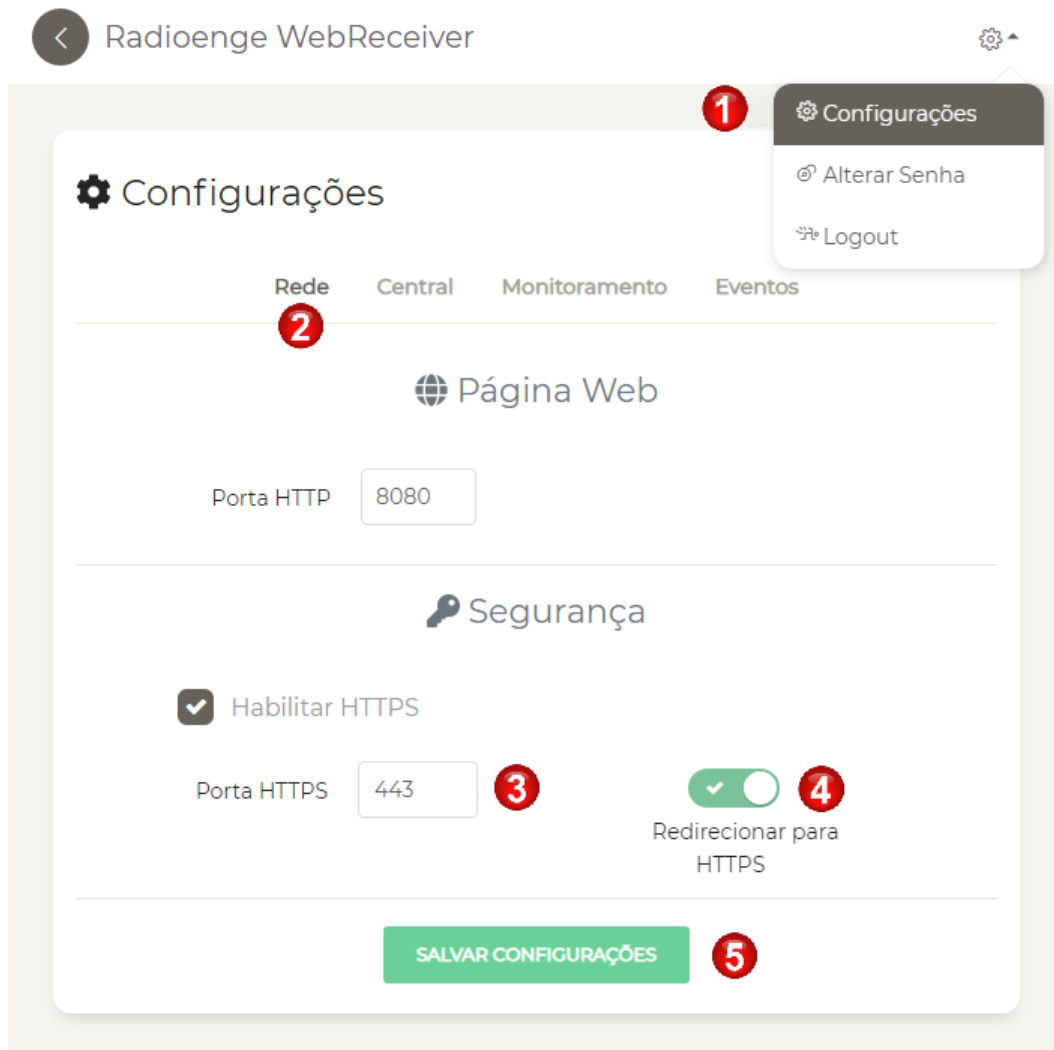 Radioenge WebReceiver
1
Configurações
Alterar Senha
Logout
Configurações
Rede Central Monitoramento Eventos
2
Página Web
Porta HTTP 8080
Segurança
Habilitar HTTPS
Porta HTTPS 443 3 4
Redirecionar para
HTTPS
SALVAR CONFIGURAÇÕES 5